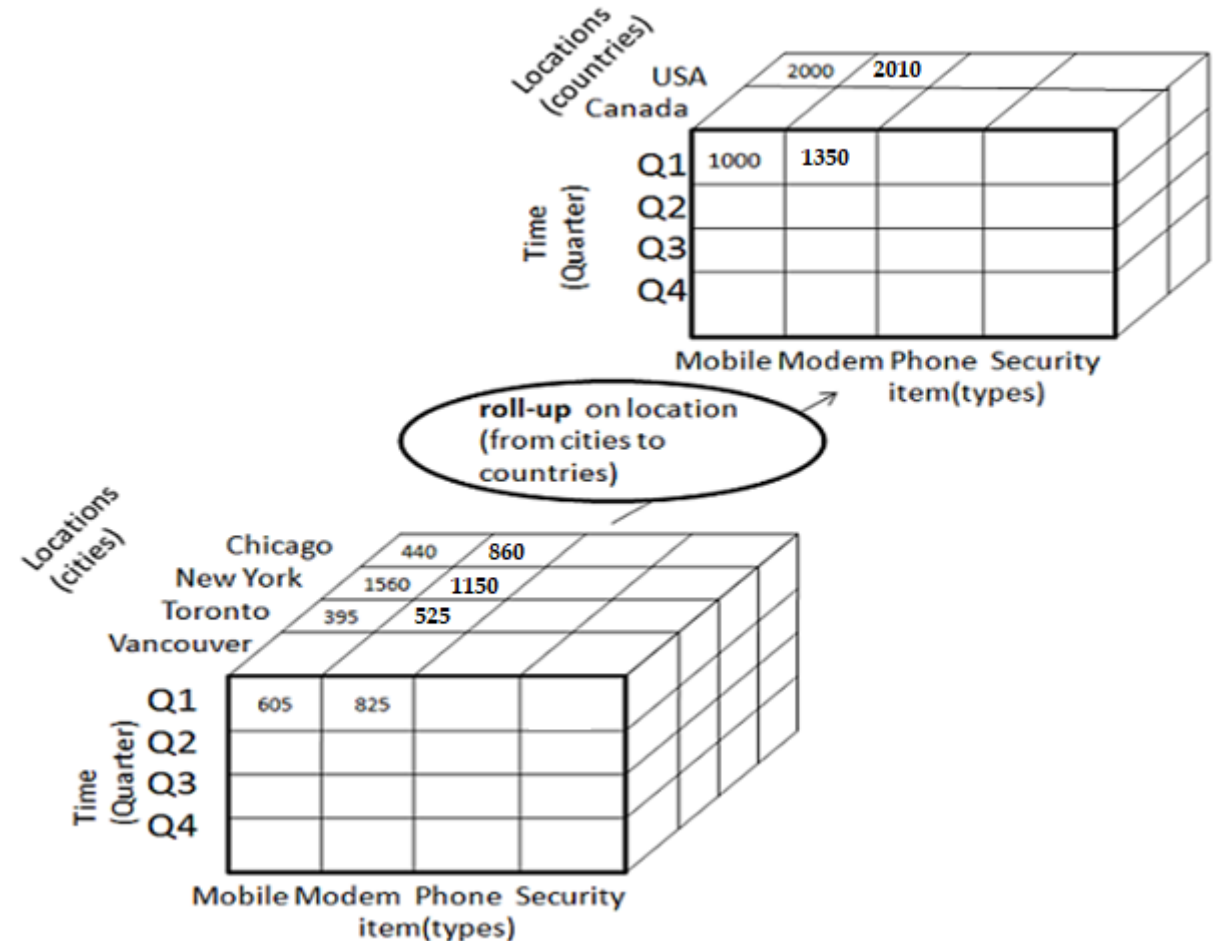 Locations
(countries)
USA
Canada
2000 2010
Q1 1000 1350
Q2
Q3
Q4
Time
(Quarter)
Mobile Modem Phone Security
item(types)
roll-up on location
(from cities to
countries)
Locations
(cities)
Chicago 440 860
New York 1560 1150
Toronto 395 525
Vancouver
Q1 605 825
Q2
Q3
Q4
Time
(Quarter)
Mobile Modem Phone Security
item(types)